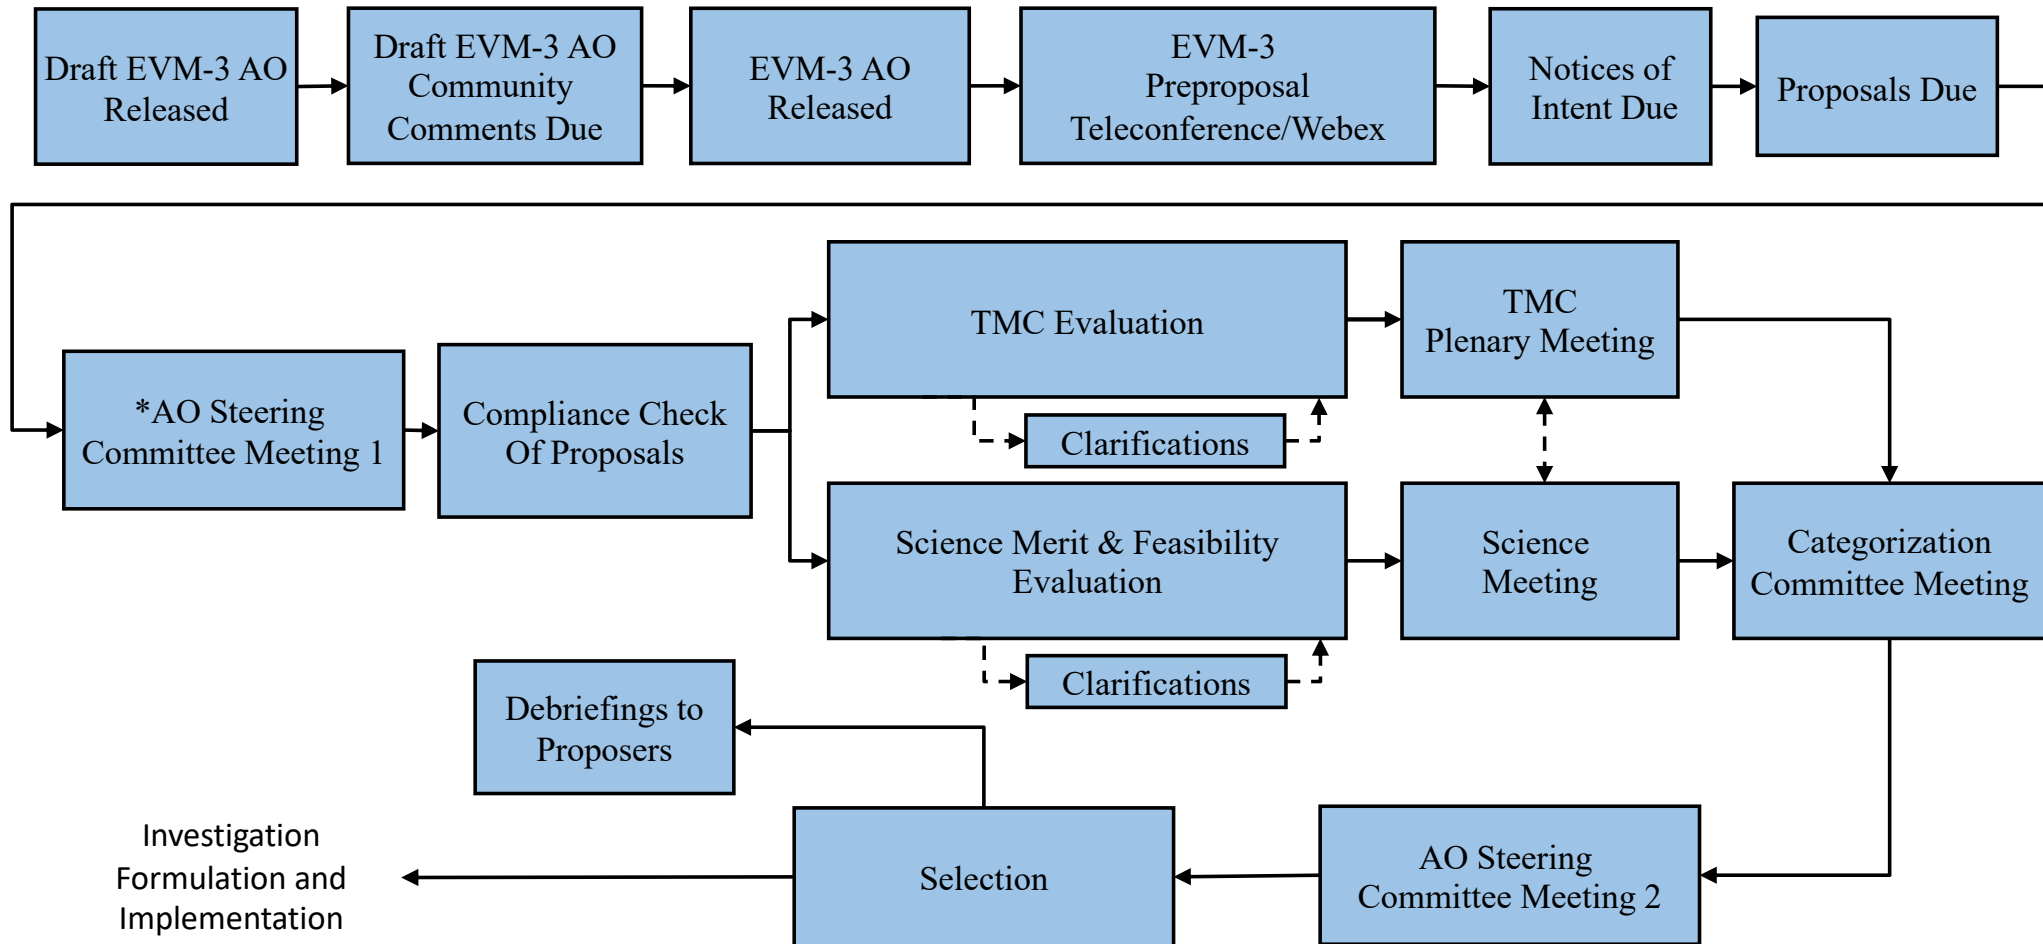 Draft EVM-3 AO
Released
Draft EVM-3 AO
Community
Comments Due
EVM-3 AO
Released
EVM-3
Preproposal
Teleconference/Webex
Notices of
Intent Due
Proposals Due
*AO Steering
Committee Meeting 1
Compliance Check
Of Proposals
TMC Evaluation
Clarifications
TMC
Plenary Meeting
Science Merit & Feasibility
Evaluation
Clarifications
Science
Meeting
Categorization
Committee Meeting
Debriefings to
Proposers
Investigation
Formulation and
Implementation
Selection
AO Steering
Committee Meeting 2